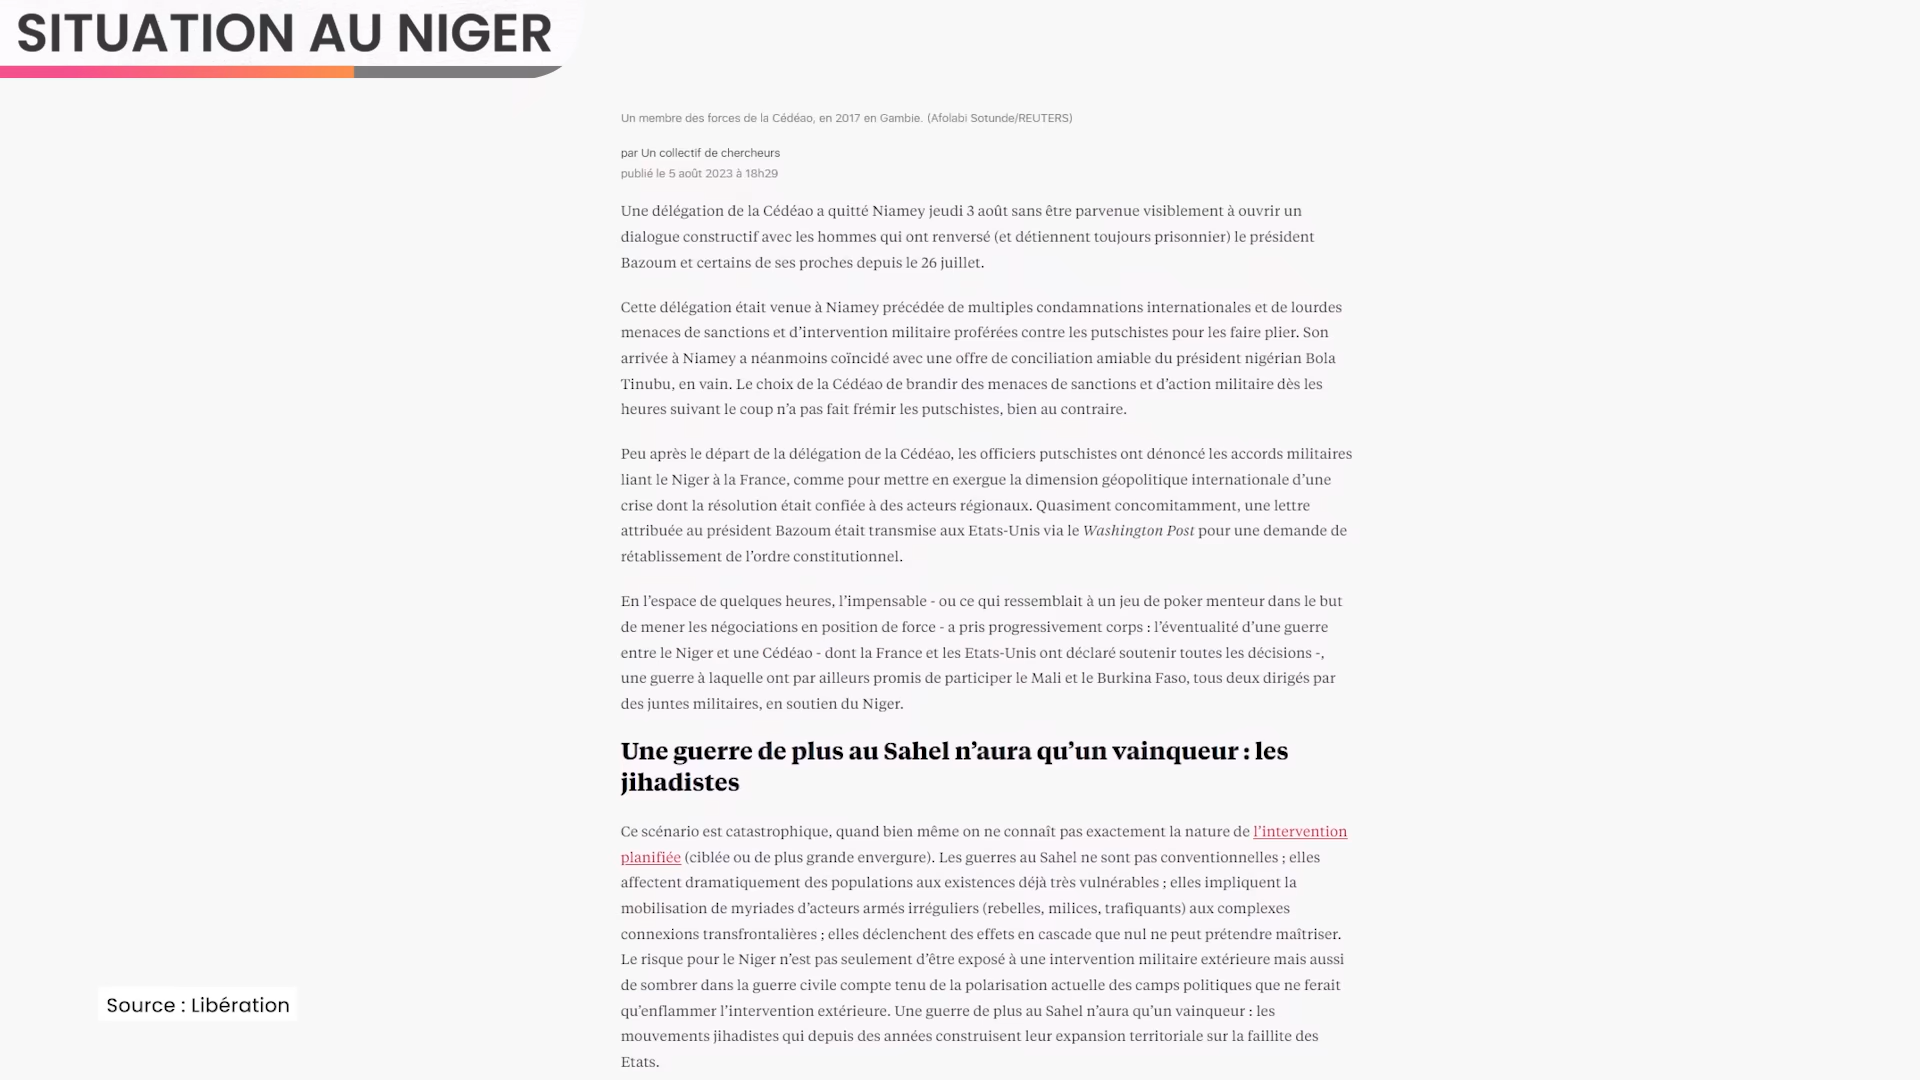 SITUATION AU NIGER
Un membre des forces de la Cédéao, en 2017 en Gambie. (Afolabi Sotunde/REUTERS)
par Un collectif de chercheurs
publié le 5 août 2023 à 18h29
Une délégation de la Cédéao a quitté Niamey jeudi 3 août sans être parvenue visiblement à ouvrir un
dialogue constructif avec les hommes qui ont renversé (et détiennent toujours prisonnier) le président
Bazoum et certains de ses proches depuis le 26 juillet.
Cette délégation était venue à Niamey précédée de multiples condamnations internationales et de lourdes
menaces de sanctions et d’intervention militaire proférées contre les putschistes pour les faire plier. Son
arrivée à Niamey a néanmoins coïncidé avec une offre de conciliation amiable du président nigérian Bola
Tinubu, en vain. Le choix de la Cédéao de brandir des menaces de sanctions et d’action militaire dès les
heures suivant le coup n’a pas fait frémir les putschistes, bien au contraire.
Peu après le départ de la délégation de la Cédéao, les officiers putschistes ont dénoncé les accords militaires
liant le Niger à la France, comme pour mettre en exergue la dimension géopolitique internationale d’une
crise dont la résolution était confiée à des acteurs régionaux. Quasiment concomitamment, une lettre
attribuée au président Bazoum était transmise aux Etats-Unis via le Washington Post pour une demande de
rétablissement de l’ordre constitutionnel.
En l’espace de quelques heures, l’impensable - ou ce qui ressemblait à un jeu de poker menteur dans le but
de mener les négociations en position de force - a pris progressivement corps : l’éventualité d’une guerre
entre le Niger et une Cédéao - dont la France et les Etats-Unis ont déclaré soutenir toutes les décisions -,
une guerre à laquelle ont par ailleurs promis de participer le Mali et le Burkina Faso, tous deux dirigés par
des juntes militaires, en soutien du Niger.
Une guerre de plus au Sahel n’aura qu’un vainqueur : les
jihadistes
Ce scénario est catastrophique, quand bien même on ne connaît pas exactement la nature de l’intervention
planifiée (ciblée ou de plus grande envergure). Les guerres au Sahel ne sont pas conventionnelles ; elles
affectent dramatiquement des populations aux existences déjà très vulnérables ; elles impliquent la
mobilisation de myriades d’acteurs armés irréguliers (rebelles, milices, trafiquants) aux complexes
connexions transfrontalières ; elles déclenchent des effets en cascade que nul ne peut prétendre maîtriser.
Le risque pour le Niger n’est pas seulement d’être exposé à une intervention militaire extérieure mais aussi
de sombrer dans la guerre civile compte tenu de la polarisation actuelle des camps politiques que ne ferait
qu’enflammer l’intervention extérieure. Une guerre de plus au Sahel n’aura qu’un vainqueur : les
mouvements jihadistes qui depuis des années construisent leur expansion territoriale sur la faillite des
Etats.
Source : Libération